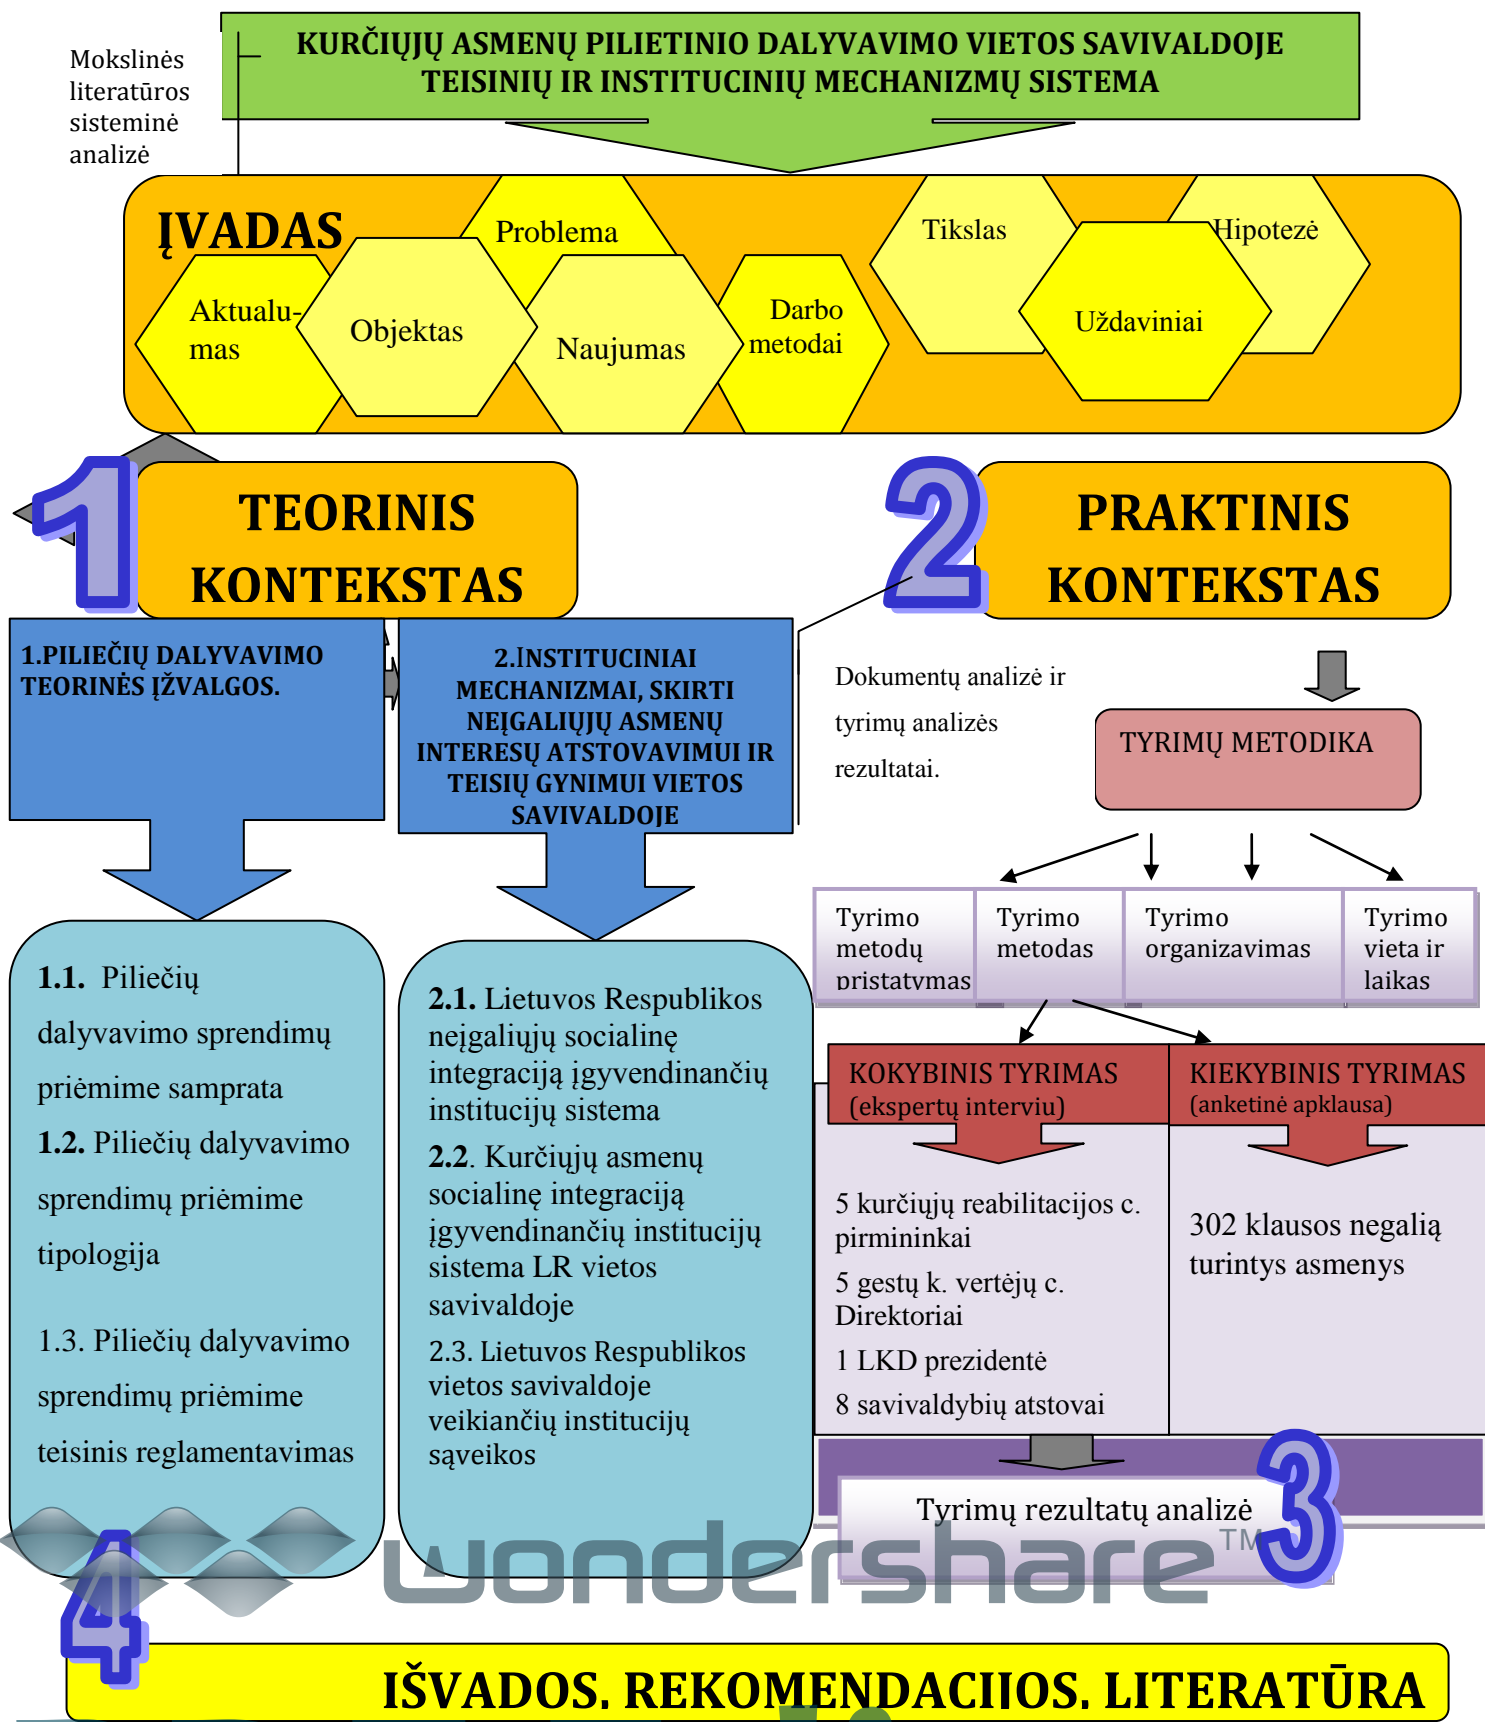 KURČIŲJŲ ASMENŲ PILIETINIO DALYVAVIMO VIETOS SAVIVALDOJE
TEISINIŲ IR INSTITUCINIŲ MECHANIZMŲ SISTEMA
Mokslinės
literatūros
sisteminė
analizė
ĮVADAS
Aktualu-
mas
Objektas
Problema
Naujumas
Darbo
metodai
Tikslas
Uždaviniai
Hipotezė
1
TEORINIS
KONTEKSTAS
2
PRAKTINIS
KONTEKSTAS
1.PILIEČIŲ DALYVAVIMO
TEORINĖS ĮŽVALGOS.
2.INSTITUCINIAI
MECHANIZMAI, SKIRTI
NEĮGALIŲJŲ ASMENŲ
INTERESŲ ATSTOVAVIMUI IR
TEISIŲ GYNIMUI VIETOS
SAVIVALDOJE
Dokumentų analizė ir
tyrimų analizės
rezultatai.
TYRIMŲ METODIKA
Tyrimo
metodų
pristatymas
Tyrimo
metodas
Tyrimo
organizavimas
Tyrimo
vieta ir
laikas
1.1. Piliečių
dalyvavimo sprendimų
priėmime samprata
1.2. Piliečių dalyvavimo
sprendimų priėmime
tipologija
1.3. Piliečių dalyvavimo
sprendimų priėmime
teisinis reglamentavimas
2.1. Lietuvos Respublikos
neįgaliųjų socialinę
integraciją įgyvendinančių
institucijų sistema
2.2. Kurčiųjų asmenų
socialinę integraciją
įgyvendinančių institucijų
sistema LR vietos
savivaldoje
2.3. Lietuvos Respublikos
vietos savivaldoje
veikiančių institucijų
sąveikos
KOKYBINIS TYRIMAS
(ekspertų interviu)
KIEKYBINIS TYRIMAS
(anketinė apklausa)
5 kurčiųjų reabilitacijos c.
pirmininkai
5 gestų k. vertėjų c.
Direktoriai
1 LKD prezidentė
8 savivaldybių atstovai
302 klausos negalią
turintys asmenys
Tyrimų rezultatų analizė
3
wondershare™
4
IŠVADOS, REKOMENDACIJOS, LITERATŪRA